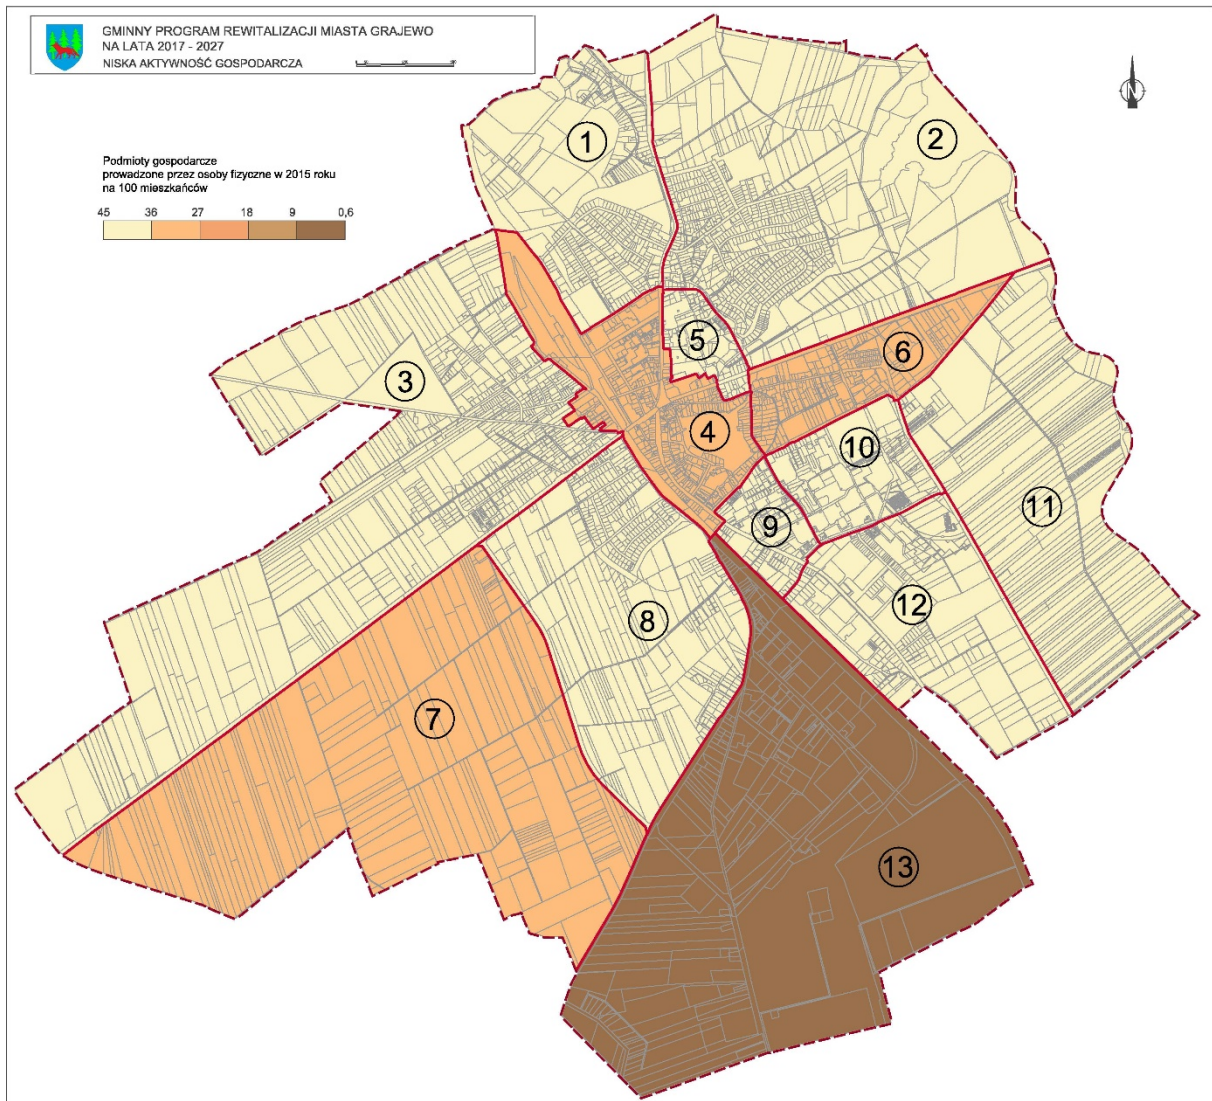 GMINNY PROGRAM REWITALIZACJI MIASTA GRAJEWO
NA LATA 2017 - 2027
NISKA AKTYWNOŚĆ GOSPODARCZA
N
Podmioty gospodarcze
prowadzone przez osoby fizyczne w 2015 roku
na 100 mieszkańców
45 36 27 18 9 0,6
1
2
3
4
5
6
7
8
9
10
11
12
13